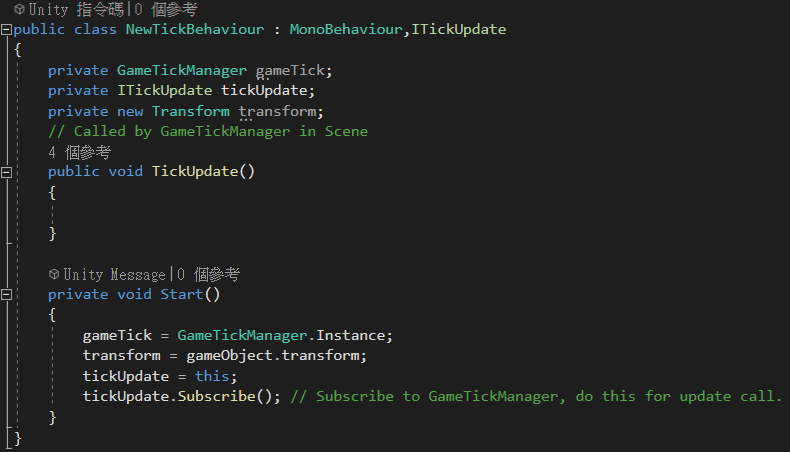 Unity 指令碼|0 個參考
public class NewTickBehaviour : MonoBehaviour,ITickUpdate
{
private GameTickManager gameTick;
private ITickUpdate tickUpdate;
private new Transform transform;
// Called by GameTickManager in Scene
4 個參考
public void TickUpdate()
{
}
Unity Message|0 個參考
private void Start()
{
gameTick = GameTickManager.Instance;
transform = gameObject.transform;
tickUpdate = this;
tickUpdate.Subscribe(); // Subscribe to GameTickManager, do this for update call.
}
}